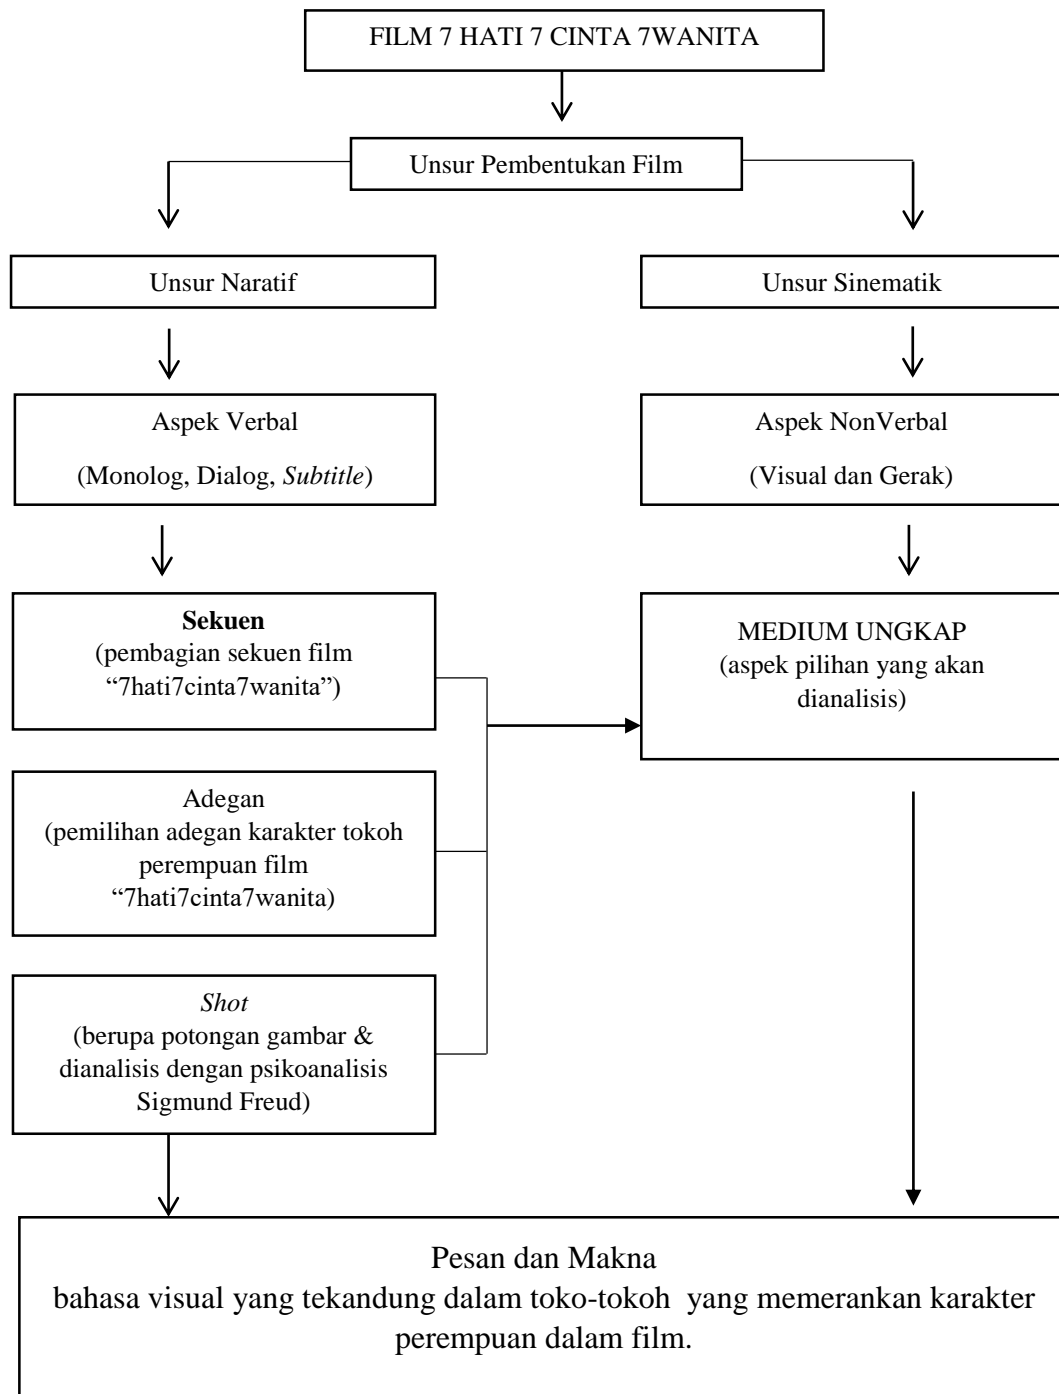 FILM 7 HATI 7 CINTA 7WANITA
Unsur Pembentukan Film
Unsur Naratif
Unsur Sinematik
Aspek Verbal
(Monolog, Dialog, Subtitle)
Aspek NonVerbal
(Visual dan Gerak)
Sekuen
(pembagian sekuen film
“7hati7cinta7wanita”)
MEDIUM UNGKAP
(aspek pilihan yang akan
dianalisis)
Adegan
(pemilihan adegan karakter tokoh
perempuan film
“7hati7cinta7wanita)
Shot
(berupa potongan gambar &
dianalisis dengan psikoanalisis
Sigmund Freud)
Pesan dan Makna
bahasa visual yang tekandung dalam toko-tokoh yang memerankan karakter
perempuan dalam film.